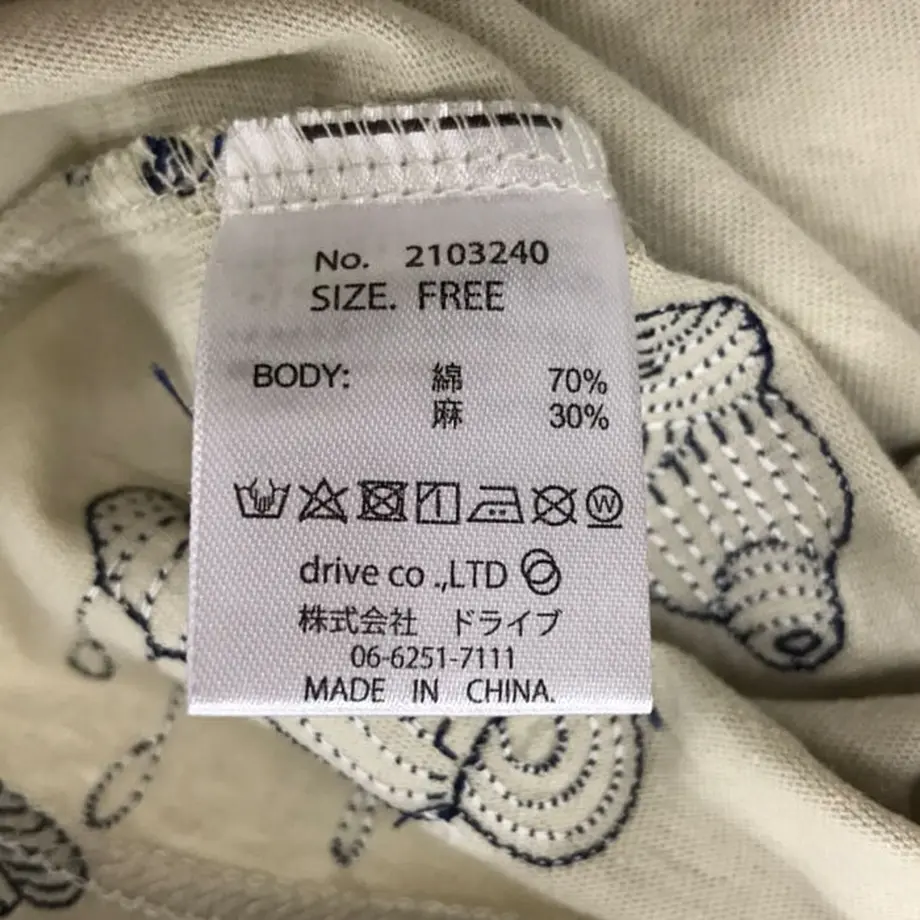 No. 2103240
SIZE. FREE
BODY: 綿 70%
麻 30%
W
drive co .,LTD
株式会社 ドライブ
06-6251-7111
MADE IN CHINA.